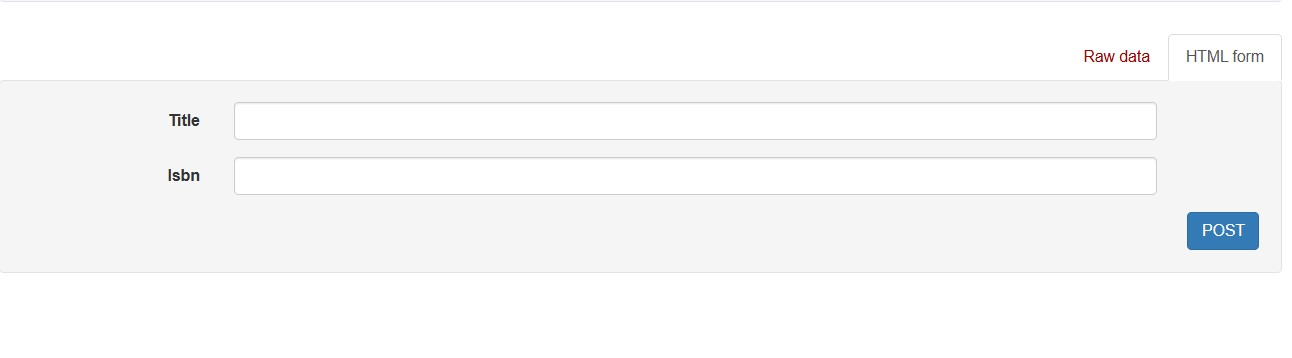 Raw data HTML form
Title
Isbn
POST